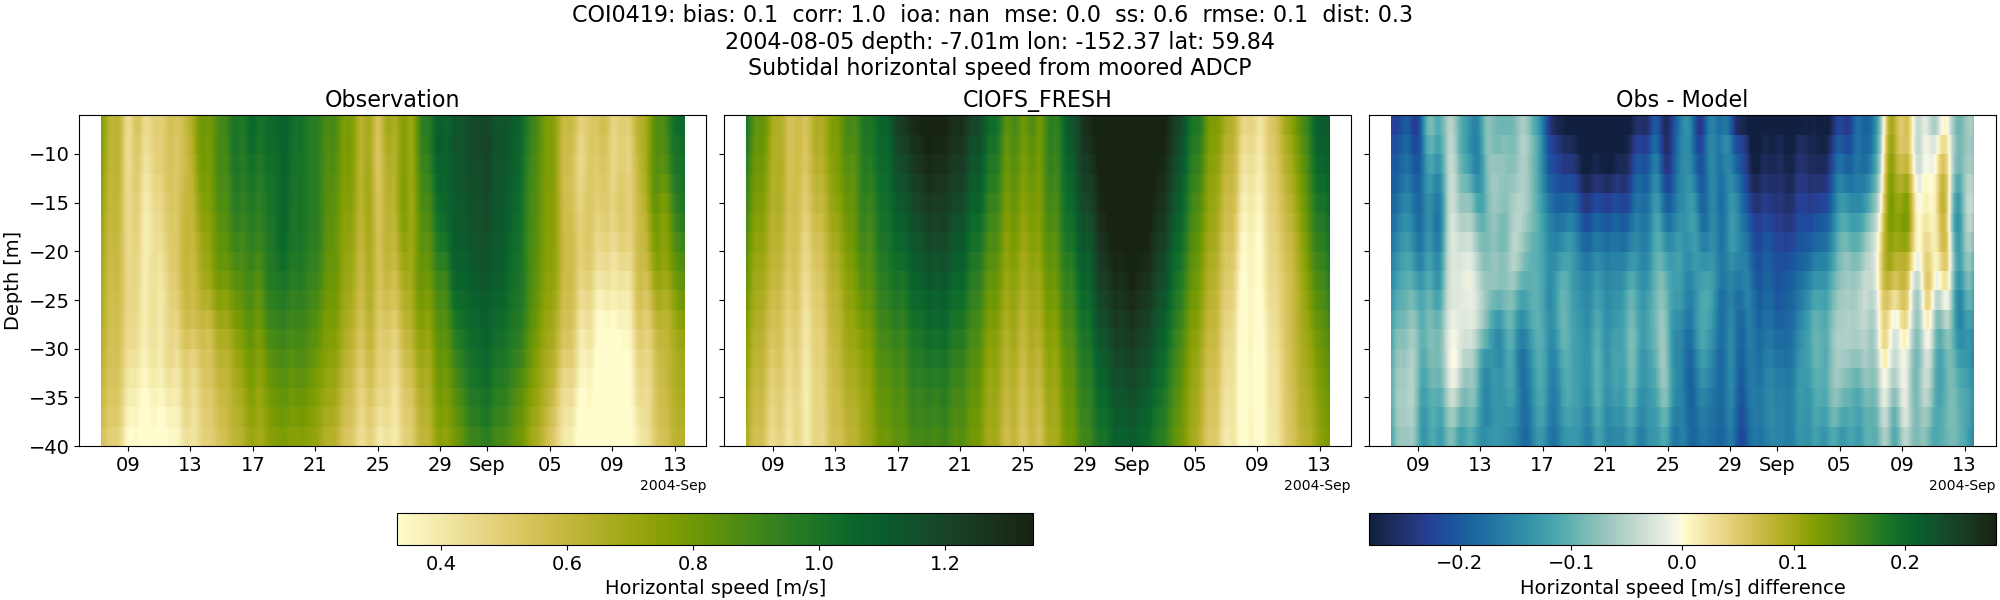 COI0419: bias: 0.1  corr: 1.0  ioa: nan  mse: 0.0  ss: 0.6  rmse: 0.1  dist: 0.3
2004-08-05 depth: -7.01m lon: -152.37 lat: 59.84
Subtidal horizontal speed from moored ADCP
Observation
CIOFS_FRESH
Obs - Model
Depth [m]
−10
−15
−20
−25
−30
−35
−40
09 13 17 21 25 29 Sep 05 09 13
2004-Sep
09 13 17 21 25 29 Sep 05 09 13
2004-Sep
09 13 17 21 25 29 Sep 05 09 13
2004-Sep
0.4 0.6 0.8 1.0 1.2
Horizontal speed [m/s]
−0.2 −0.1 0.0 0.1 0.2
Horizontal speed [m/s] difference